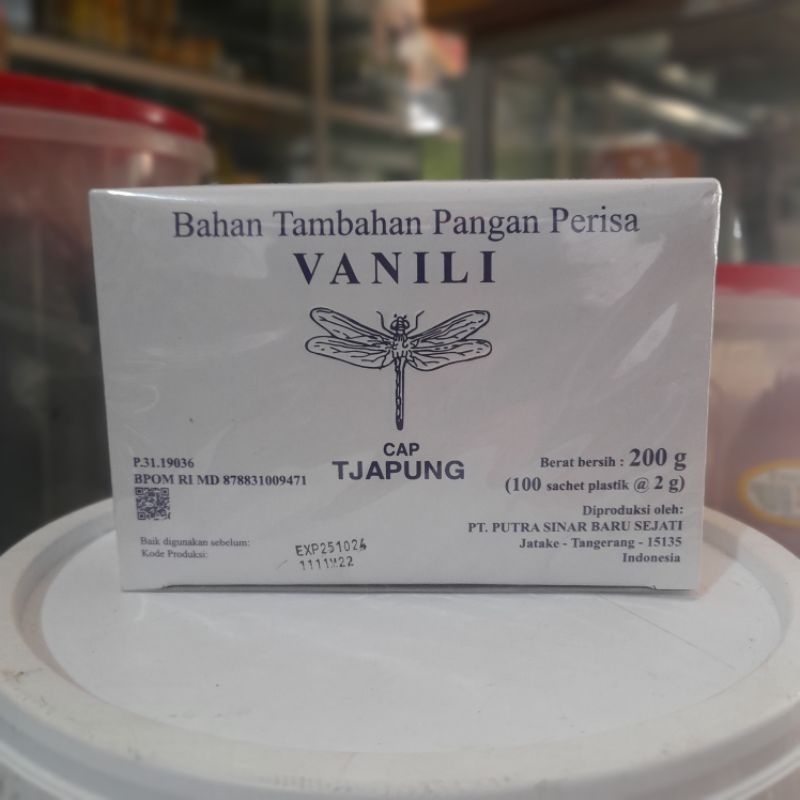 Bahan Tambahan Pangan Perisa
VANILI
CAP
TJAPUNG
P.31.19036
BPOM RI MD 878831009471
Berat bersih : 200 g
(100 sachet plastik @ 2 g)
Diproduksi oleh:
PT. PUTRA SINAR BARU SEJATI
Jatake - Tangerang - 15135
Indonesia
Baik digunakan sebelum:
Kode Produksi:
EXP251024